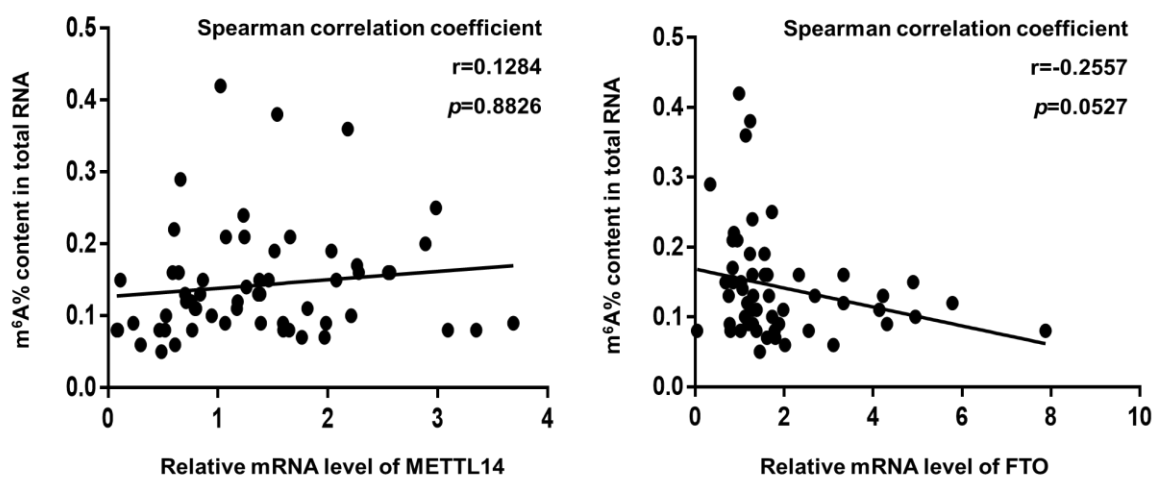 Spearman correlation coefficient
r=0.1284
p=0.8826
m⁶A% content in total RNA
0.5
0.4
0.3
0.2
0.1
0.0
0 1 2 3 4
Relative mRNA level of METTL14
Spearman correlation coefficient
r=-0.2557
p=0.0527
m⁶A% content in total RNA
0.5
0.4
0.3
0.2
0.1
0.0
0 2 4 6 8 10
Relative mRNA level of FTO